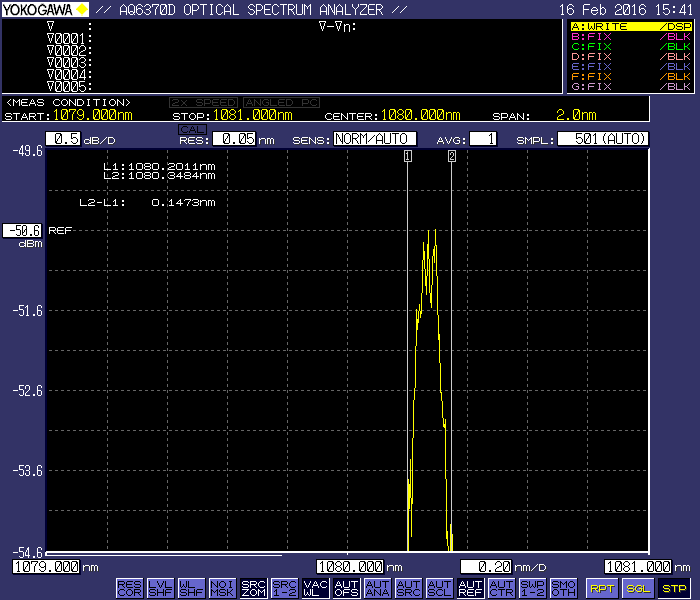 YOKOGAWA // AQ6370D OPTICAL SPECTRUM ANALYZER // 16 Feb 2016 15:41
∇ : ∇-∇n:
∇0001:
∇0002:
∇0003:
∇0004:
∇0005:
A:WRITE /DSP
B:FIX /BLK
C:FIX /BLK
D:FIX /BLK
E:FIX /BLK
F:FIX /BLK
G:FIX /BLK
<MEAS CONDITION> 2X SPEED ANGLED PC
START:1079.000nm STOP:1081.000nm CENTER:1080.000nm SPAN: 2.0nm
CAL
0.5 dB/D RES: 0.05 nm SENS: NORM/AUTO AVG: 1 SMPL: 501(AUTO)
-49.6
1 2
L1:1080.2011nm
L2:1080.3484nm
L2-L1: 0.1473nm
-50.6 REF
dBm
-51.6
-52.6
-53.6
-54.6
1079.000 nm 1080.000 nm 0.20 nm/D 1081.000 nm
RES COR LVL SHF WL SHF NOI MSK SRC ZOM SRC 1-2 VAC WL AUT OFS AUT ANA AUT SRC AUT SCL AUT REF AUT CTR SWP 1-2 SMO OTH RPT SGL STP